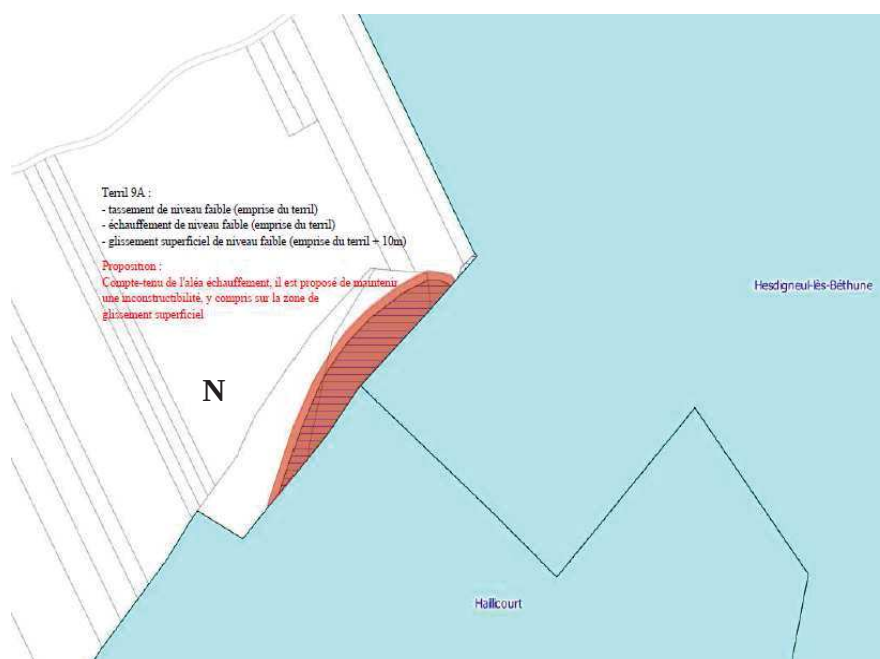 Terril 9A :
- tassement de niveau faible (emprise du terril)
- échauffement de niveau faible (emprise du terril)
- glissement superficiel de niveau faible (emprise du terril + 10m)
Proposition :
Compte-tenu de l'aléa échauffement, il est proposé de maintenir
une inconstructibilité, y compris sur la zone de
glissement superficiel
Hesdigneul-lès-Béthune
N
Haillicourt